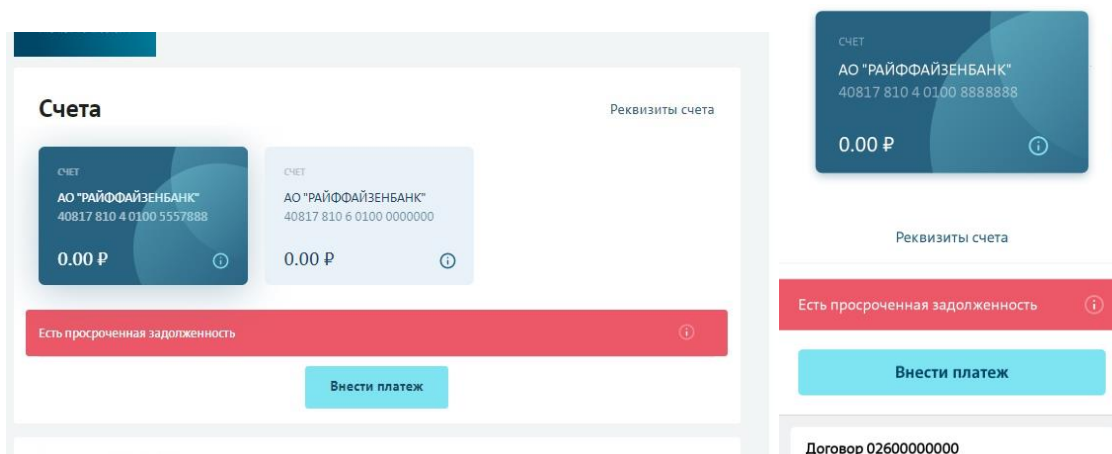 Счета
Реквизиты счета
СЧЕТ
АО "РАЙФФАЙЗЕНБАНК"
40817 810 4 0100 5557888
0.00 ₽
СЧЕТ
АО "РАЙФФАЙЗЕНБАНК"
40817 810 6 0100 0000000
0.00 ₽
Есть просроченная задолженность
Внести платеж
СЧЕТ
АО "РАЙФФАЙЗЕНБАНК"
40817 810 4 0100 8888888
0.00 ₽
Реквизиты счета
Есть просроченная задолженность
Внести платеж
Договор 02600000000